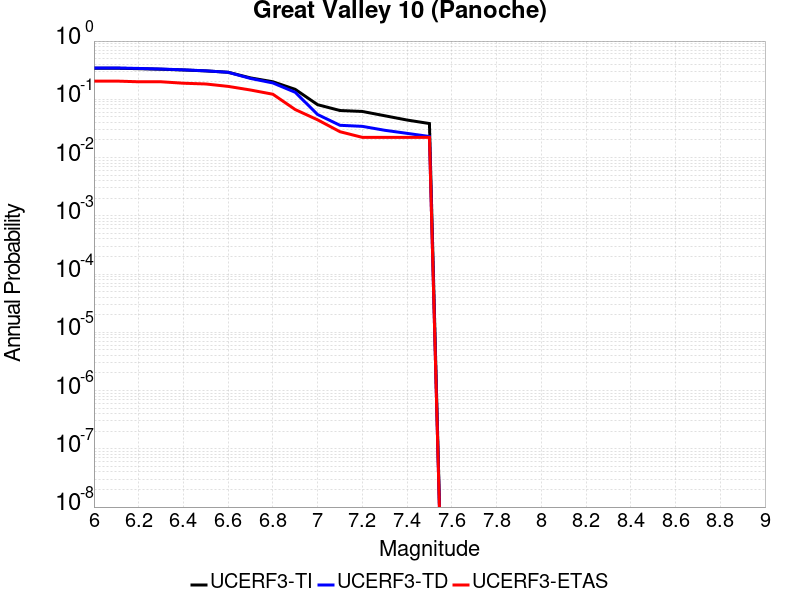 Great Valley 10 (Panoche)
10^0
10^-1
10^-2
10^-3
10^-4
10^-5
10^-6
10^-7
10^-8
Annual Probability
6 6.2 6.4 6.6 6.8 7 7.2 7.4 7.6 7.8 8 8.2 8.4 8.6 8.8 9
Magnitude
UCERF3-TI UCERF3-TD UCERF3-ETAS